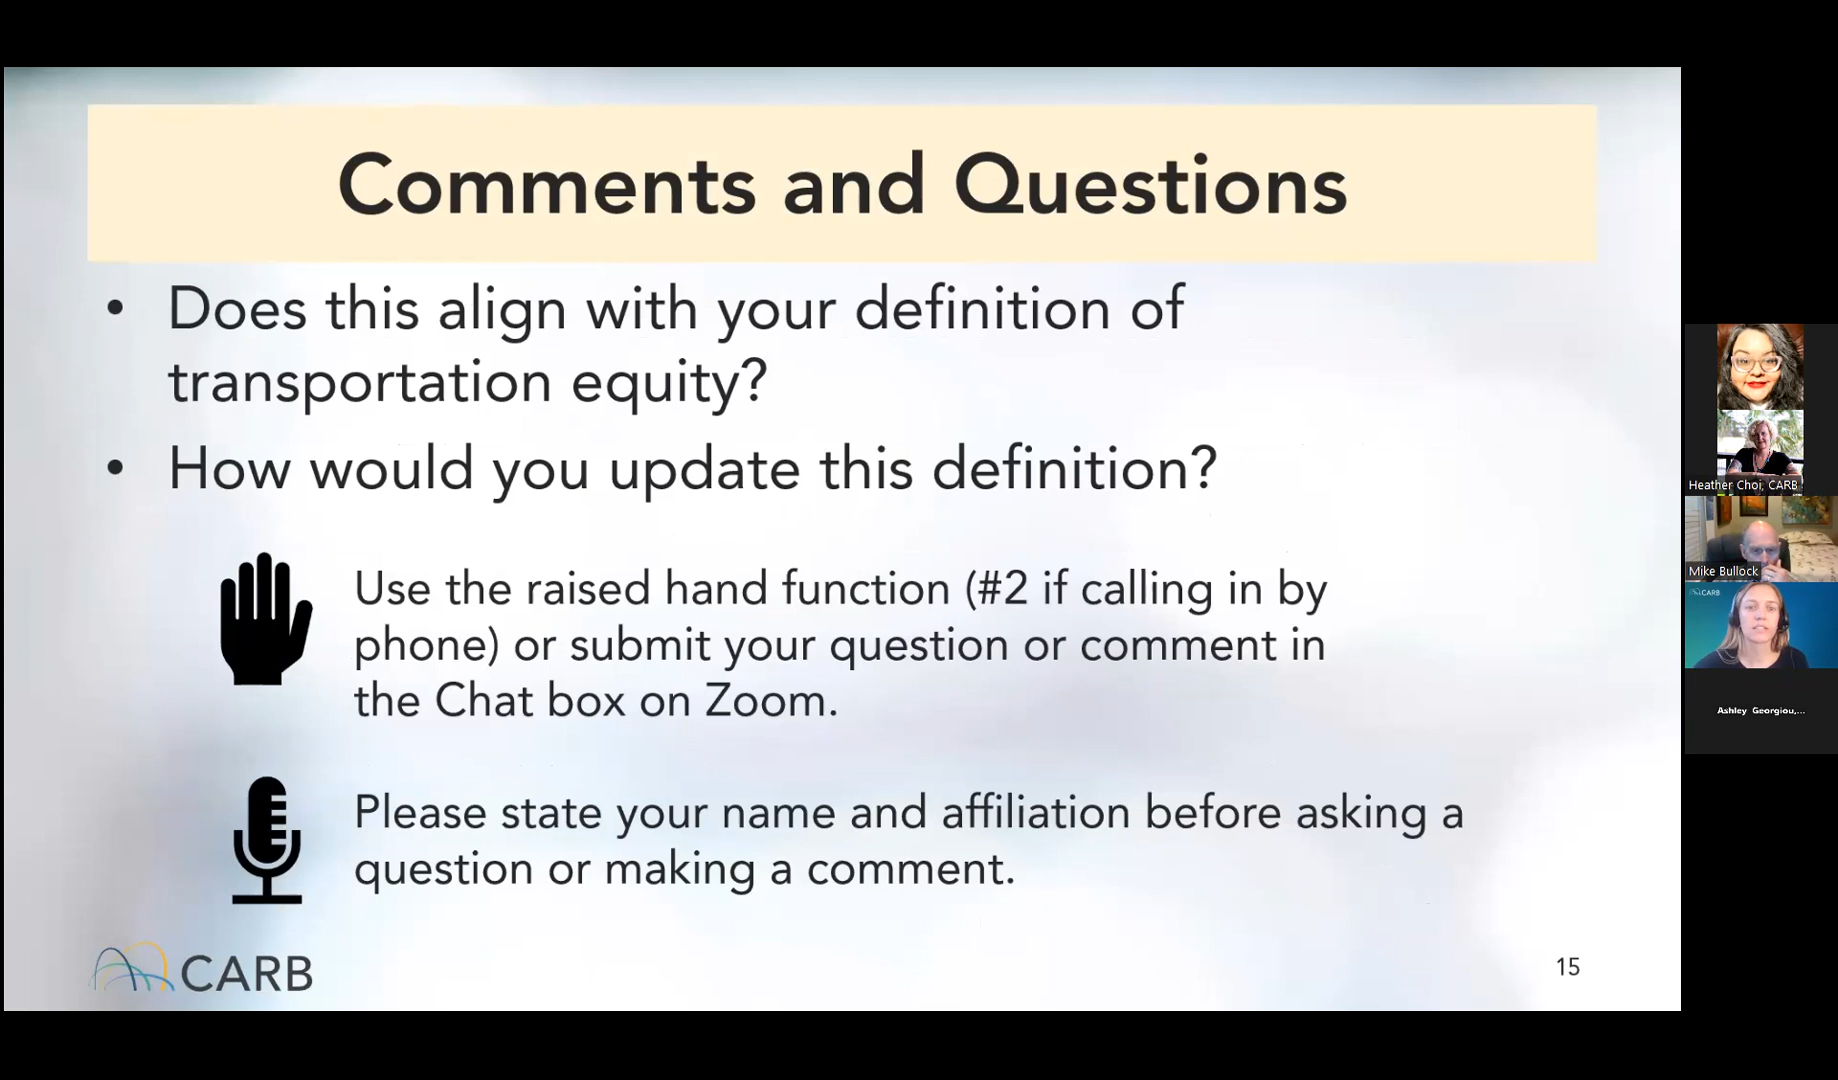 Comments and Questions
• Does this align with your definition of
transportation equity?
• How would you update this definition?
Use the raised hand function (#2 if calling in by
phone) or submit your question or comment in
the Chat box on Zoom.
Please state your name and affiliation before asking a
question or making a comment.
CARB
15
Heather Choi, CARB
Mike Bullock
CARB
Ashley Georgiou,...